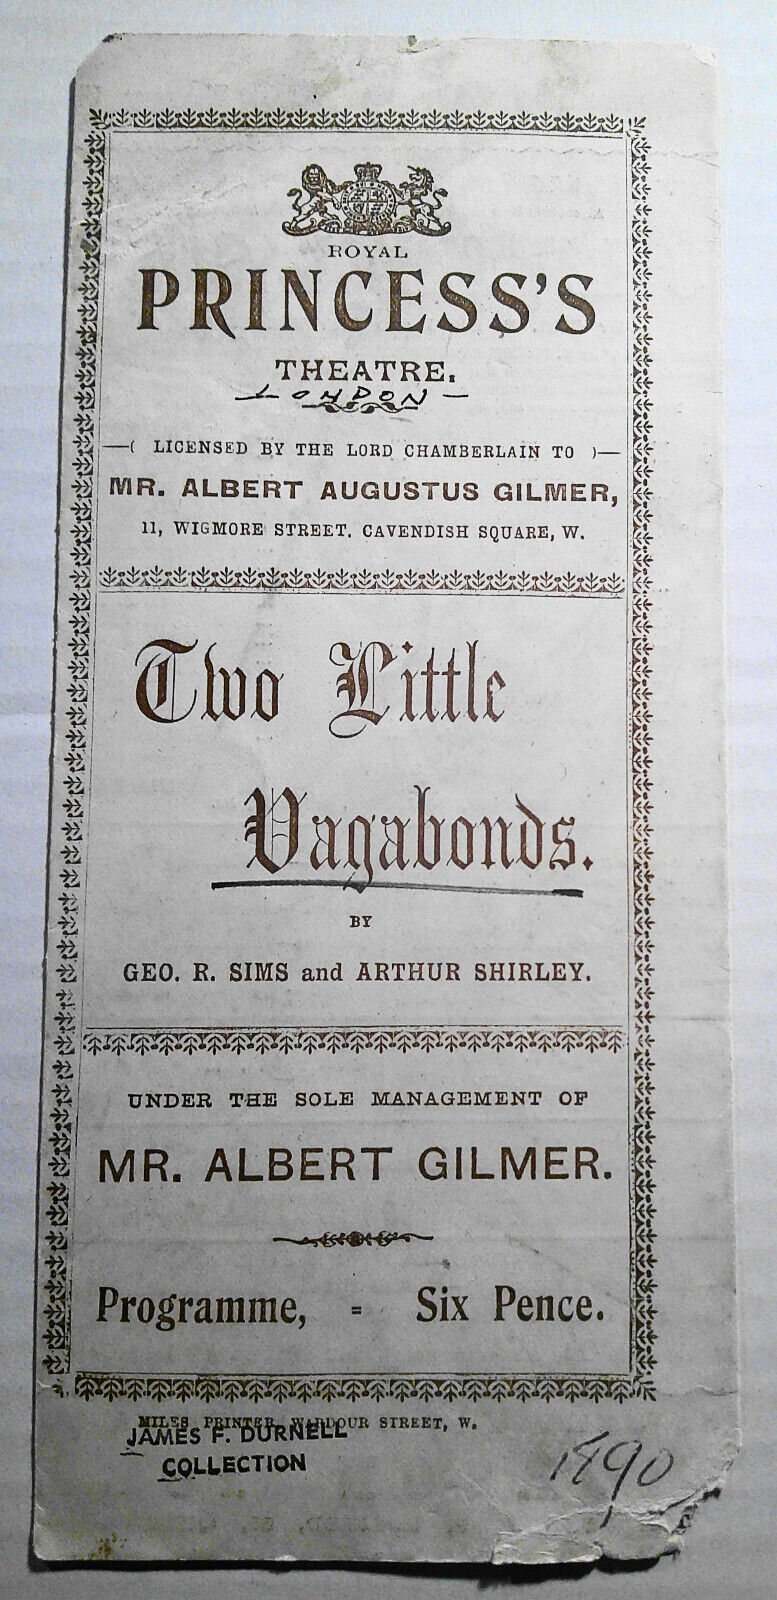 ROYAL
PRINCESS'S
THEATRE.
LONDON
—( LICENSED BY THE LORD CHAMBERLAIN TO )—
MR. ALBERT AUGUSTUS GILMER,
11, WIGMORE STREET. CAVENDISH SQUARE, W.
Two Little
Vagabonds.
BY
GEO. R. SIMS and ARTHUR SHIRLEY.
UNDER THE SOLE MANAGEMENT OF
MR. ALBERT GILMER.
Programme, = Six Pence.
MILES PRINTER, WARDOUR STREET, W.
JAMES F. DURNELL
COLLECTION
1890